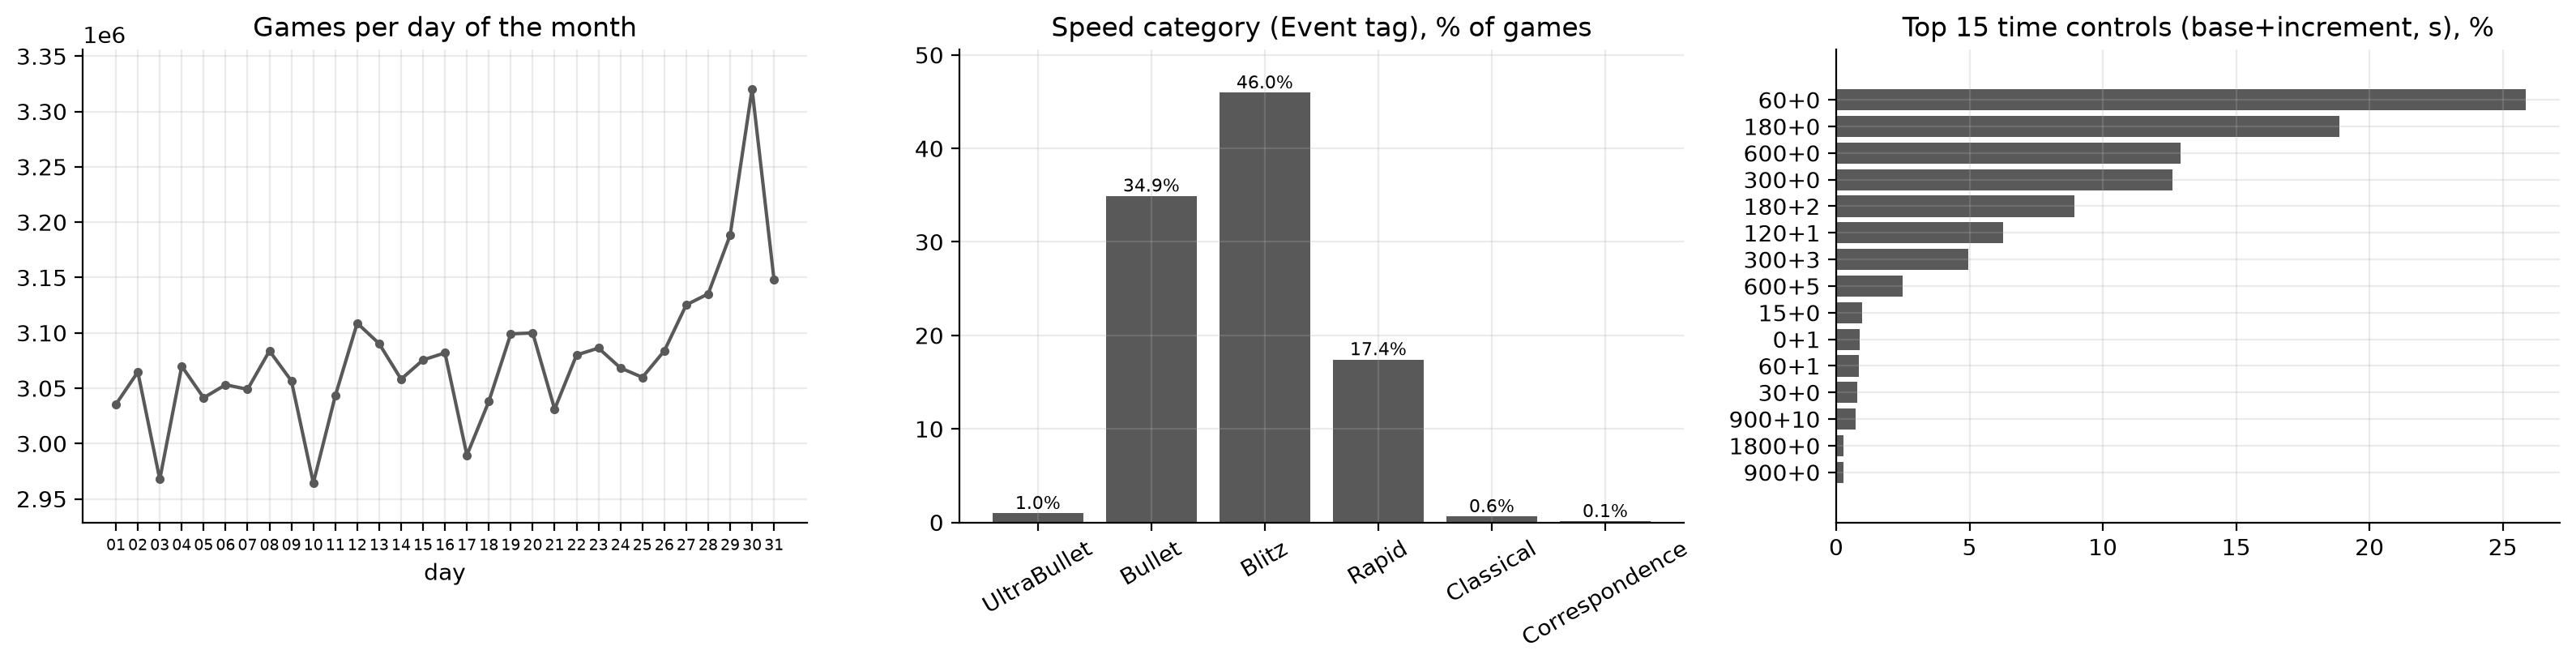 Games per day of the month
1e6
3.35
3.30
3.25
3.20
3.15
3.10
3.05
3.00
2.95
01 02 03 04 05 06 07 08 09 10 11 12 13 14 15 16 17 18 19 20 21 22 23 24 25 26 27 28 29 30 31
day
Speed category (Event tag), % of games
50
40
30
20
10
0
1.0%
34.9%
46.0%
17.4%
0.6%
0.1%
UltraBullet
Bullet
Blitz
Rapid
Classical
Correspondence
Top 15 time controls (base+increment, s), %
60+0
180+0
600+0
300+0
180+2
120+1
300+3
600+5
15+0
0+1
60+1
30+0
900+10
1800+0
900+0
0 5 10 15 20 25